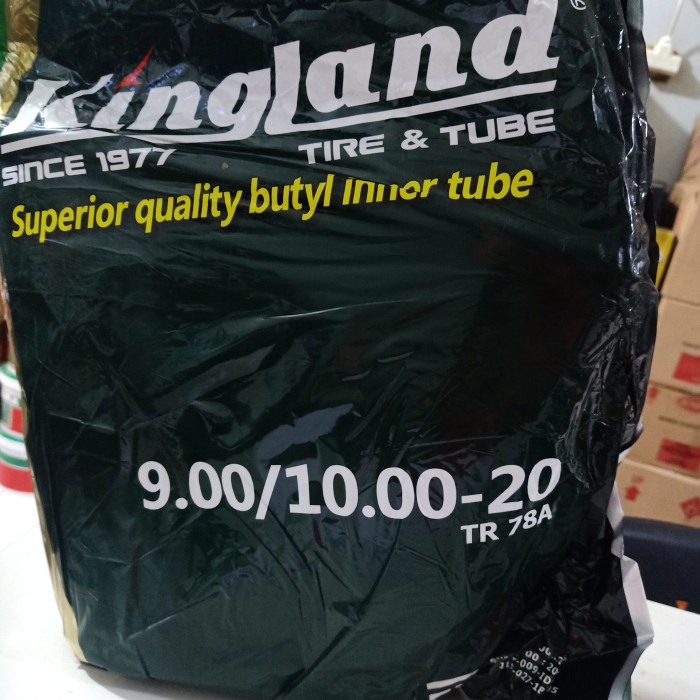 Kingland
SINCE 1977 TIRE & TUBE
Superior quality butyl inner tube
9.00/10.00-20
TR 78A